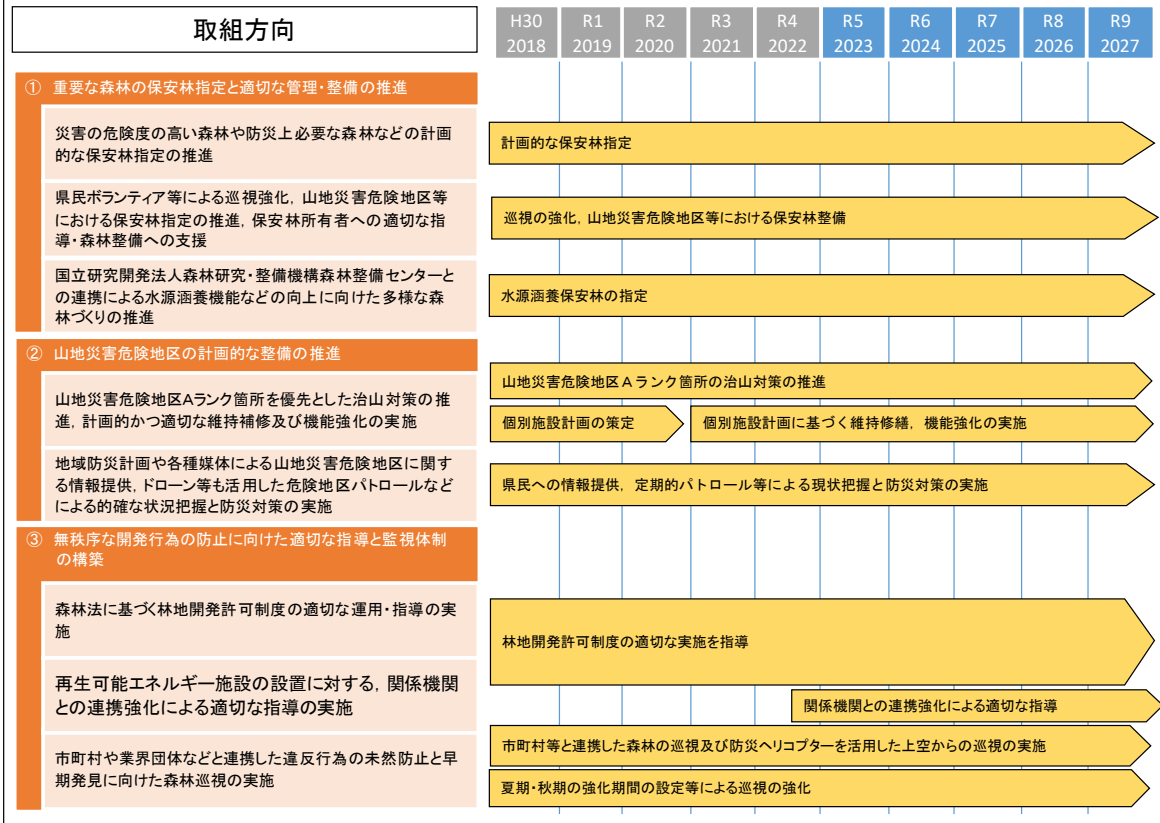 取組方向
H30 R1 R2 R3 R4 R5 R6 R7 R8 R9
2018 2019 2020 2021 2022 2023 2024 2025 2026 2027
① 重要な森林の保安林指定と適切な管理・整備の推進
災害の危険度の高い森林や防災上必要な森林などの計画
的な保安林指定の推進
計画的な保安林指定
県民ボランティア等による巡視強化，山地災害危険地区等
における保安林指定の推進，保安林所有者への適切な指
導・森林整備への支援
巡視の強化，山地災害危険地区等における保安林整備
国立研究開発法人森林研究・整備機構森林整備センターと
の連携による水源涵養機能などの向上に向けた多様な森
林づくりの推進
水源涵養保安林の指定
② 山地災害危険地区の計画的な整備の推進
山地災害危険地区Aランク箇所を優先とした治山対策の推
進，計画的かつ適切な維持補修及び機能強化の実施
山地災害危険地区Ａランク箇所の治山対策の推進
個別施設計画の策定
個別施設計画に基づく維持修繕，機能強化の実施
地域防災計画や各種媒体による山地災害危険地区に関す
る情報提供，ドローン等も活用した危険地区パトロールなど
による的確な状況把握と防災対策の実施
県民への情報提供，定期的パトロール等による現状把握と防災対策の実施
③ 無秩序な開発行為の防止に向けた適切な指導と監視体制
の構築
森林法に基づく林地開発許可制度の適切な運用・指導の実
施
林地開発許可制度の適切な実施を指導
再生可能エネルギー施設の設置に対する，関係機関
との連携強化による適切な指導の実施
関係機関との連携強化による適切な指導
市町村や業界団体などと連携した違反行為の未然防止と早
期発見に向けた森林巡視の実施
市町村等と連携した森林の巡視及び防災ヘリコプターを活用した上空からの巡視の実施
夏期・秋期の強化期間の設定等による巡視の強化